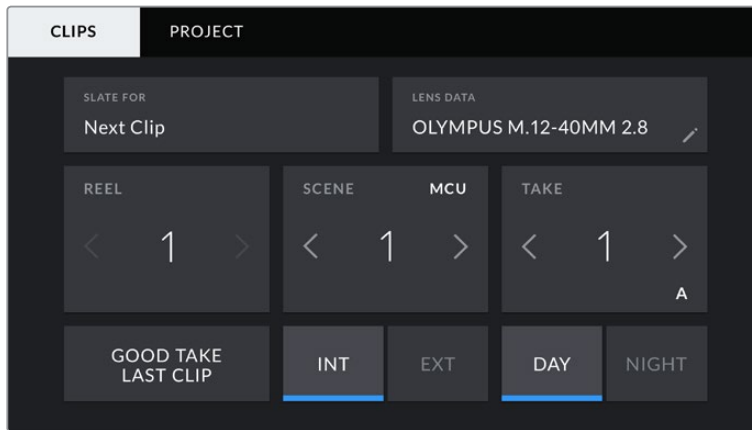 CLIPS PROJECT
SLATE FOR LENS DATA
Next Clip OLYMPUS M.12-40MM 2.8
REEL SCENE MCU TAKE
1 1 1
A
GOOD TAKE
LAST CLIP
INT EXT DAY NIGHT